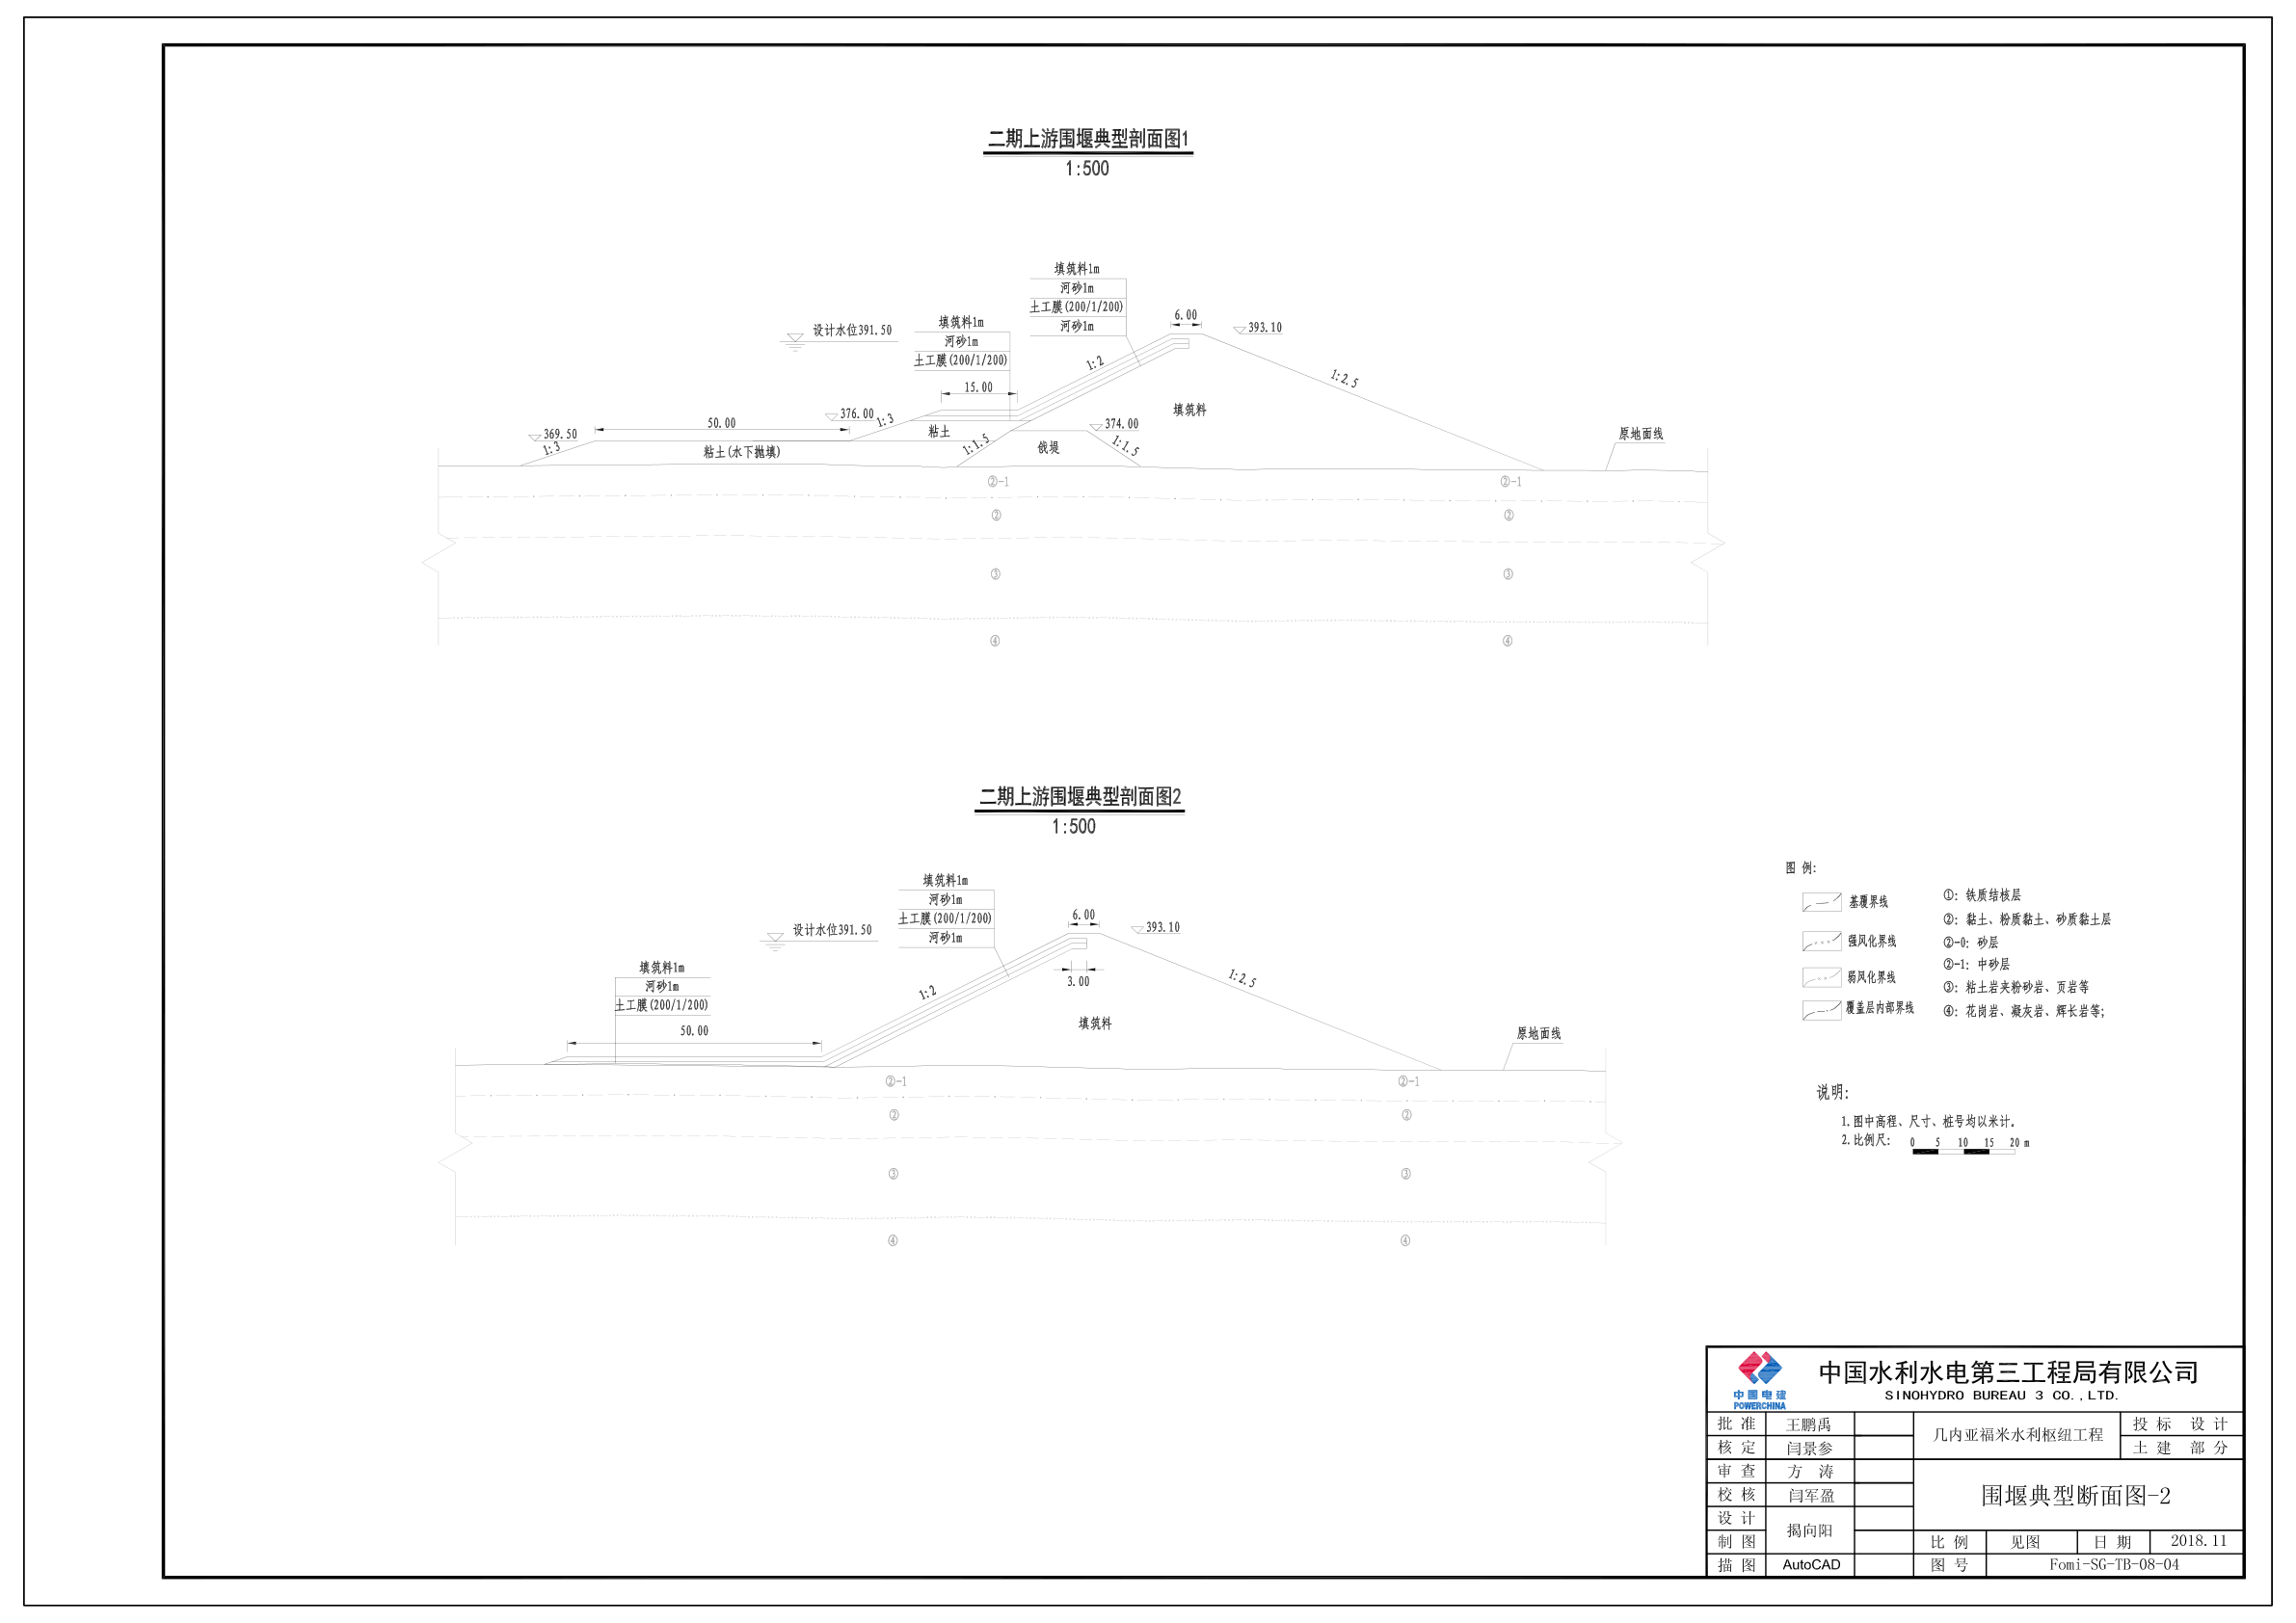 二期上游围堰典型剖面图1
1:500
填筑料1m
河砂1m
土工膜(200/1/200)
河砂1m
填筑料1m
河砂1m
土工膜(200/1/200)
设计水位391.50
6.00
393.10
1:2
1:2.5
15.00
376.00
1:3
50.00
369.50
1:3
粘土
粘土(水下抛填)
1:1.5
374.00
戗堤
1:1.5
填筑料
原地面线
②-1
②-1
②
②
③
③
④
④
二期上游围堰典型剖面图2
1:500
填筑料1m
河砂1m
土工膜(200/1/200)
河砂1m
设计水位391.50
6.00
393.10
3.00
1:2
1:2.5
填筑料1m
河砂1m
土工膜(200/1/200)
50.00
填筑料
原地面线
②-1
②-1
②
②
③
③
④
④
图 例:
基覆界线
强风化界线
弱风化界线
覆盖层内部界线
①: 铁质结核层
②: 黏土、粉质黏土、砂质黏土层
②-0: 砂层
②-1: 中砂层
③: 粘土岩夹粉砂岩、页岩等
④: 花岗岩、凝灰岩、辉长岩等;
说明:
1.图中高程、尺寸、桩号均以米计.
2.比例尺: 0 5 10 15 20 m
中国电建
POWERCHINA
中国水利水电第三工程局有限公司
SINOHYDRO BUREAU 3 CO.,LTD.
批 准 王鹏禹
核 定 闫景参
审 查 方 涛
校 核 闫军盈
设 计 揭向阳
制 图
描 图 AutoCAD
几内亚福米水利枢纽工程
投 标 设 计
土 建 部 分
围堰典型断面图-2
比 例 见图 日 期 2018.11
图 号 Fomi-SG-TB-08-04